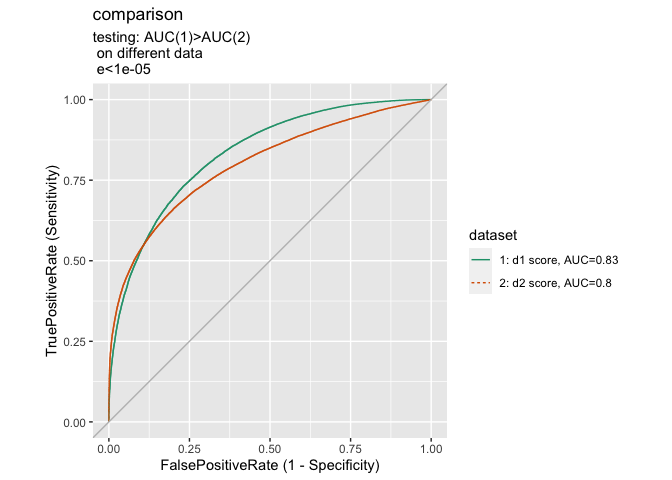 comparison
testing: AUC(1)>AUC(2)
on different data
e<1e-05
1.00
0.75
0.50
0.25
0.00
TruePositiveRate (Sensitivity)
0.00 0.25 0.50 0.75 1.00
FalsePositiveRate (1 - Specificity)
dataset
1: d1 score, AUC=0.83
2: d2 score, AUC=0.8